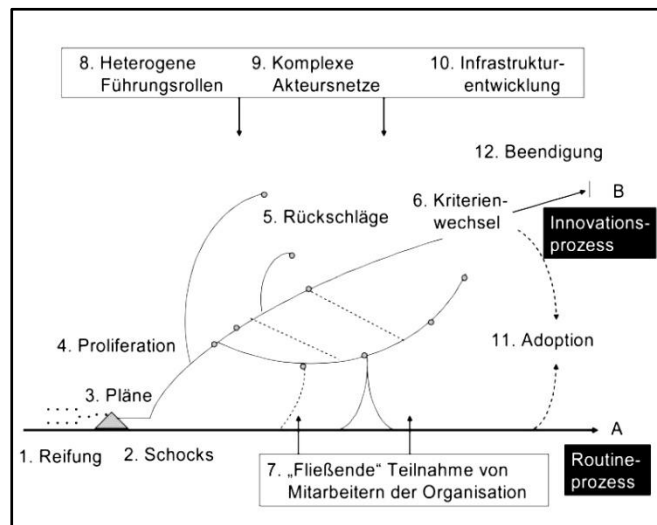 8. Heterogene
Führungsrollen
9. Komplexe
Akteursnetze
10. Infrastruktur-
entwicklung
12. Beendigung
B
6. Kriterien-
wechsel
5. Rückschläge
Innovations-
prozess
4. Proliferation
11. Adoption
3. Pläne
A
1. Reifung
2. Schocks
7. „Fließende“ Teilnahme von
Mitarbeitern der Organisation
Routine-
prozess